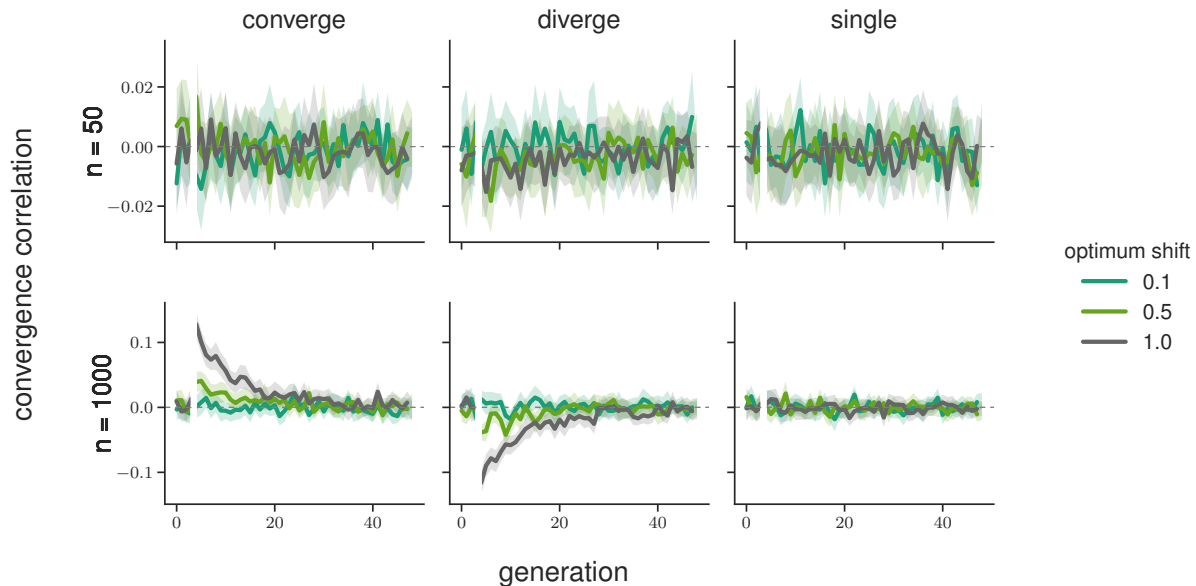 converge diverge single
convergence correlation
n = 50
0.02
0.00
−0.02
0 20 40
0 20 40
0 20 40
n = 1000
0.1
0.0
−0.1
generation
optimum shift
0.1
0.5
1.0